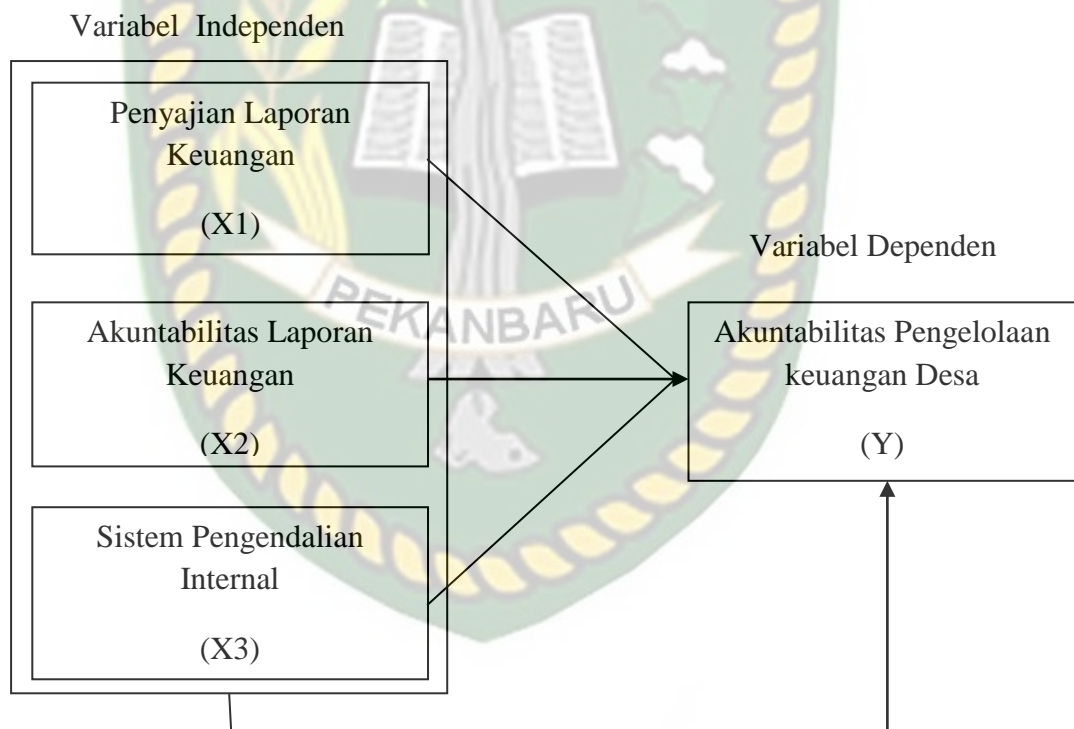 Variabel Independen
Penyajian Laporan
Keuangan
(X1)
Akuntabilitas Laporan
Keuangan
(X2)
Sistem Pengendalian
Internal
(X3)
Variabel Dependen
Akuntabilitas Pengelolaan
keuangan Desa
(Y)
PEKANBARU